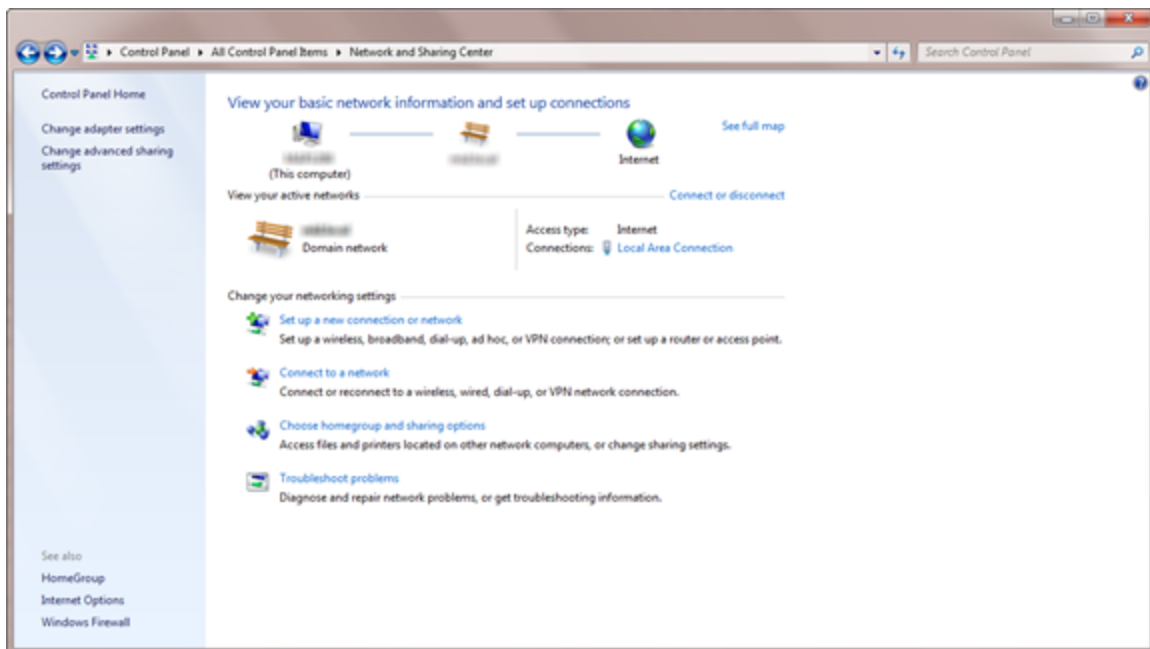 Control Panel ▸ All Control Panel Items ▸ Network and Sharing Center
Search Control Panel
Control Panel Home
Change adapter settings
Change advanced sharing
settings
See also
HomeGroup
Internet Options
Windows Firewall
View your basic network information and set up connections
See full map
(This computer)
Internet
View your active networks
Connect or disconnect
Domain network
Access type: Internet
Connections: Local Area Connection
Change your networking settings
Set up a new connection or network
Set up a wireless, broadband, dial-up, ad hoc, or VPN connection; or set up a router or access point.
Connect to a network
Connect or reconnect to a wireless, wired, dial-up, or VPN network connection.
Choose homegroup and sharing options
Access files and printers located on other network computers, or change sharing settings.
Troubleshoot problems
Diagnose and repair network problems, or get troubleshooting information.